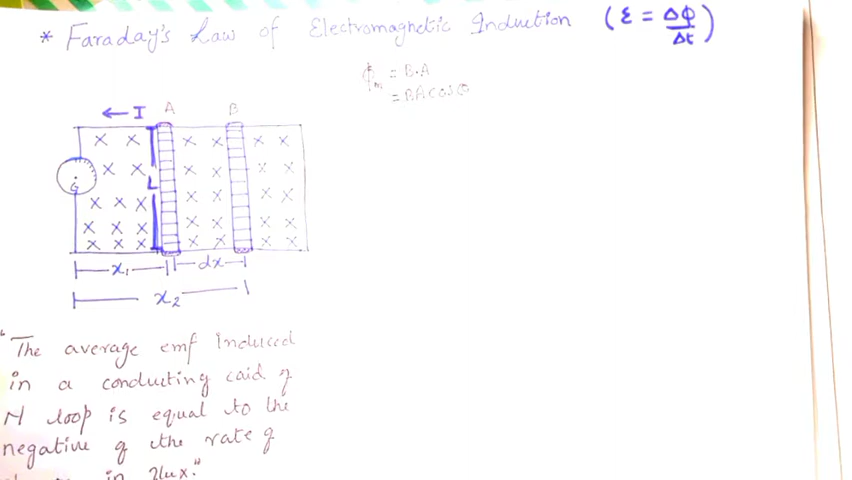 * Faraday's Law of Electromagnetic Induction (ε = Δϕ/Δt)
ϕm = B.A
= BA cos θ
← I A B
G
L
x₁ dx
x₂
"The average emf induced
in a conducting coid of
N loop is equal to the
negative of the rate of
in flux."